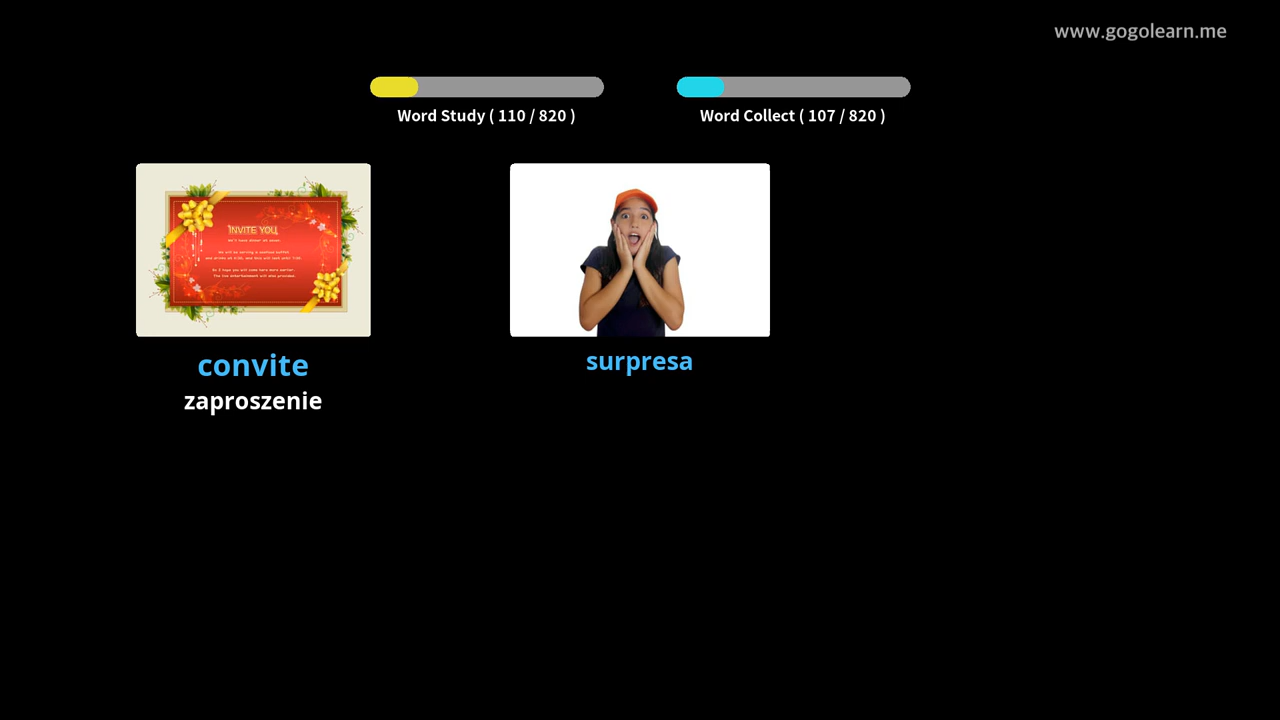 www.gogolearn.me
Word Study ( 110 / 820 )
Word Collect ( 107 / 820 )
INVITE YOU
convite
zaproszenie
surpresa